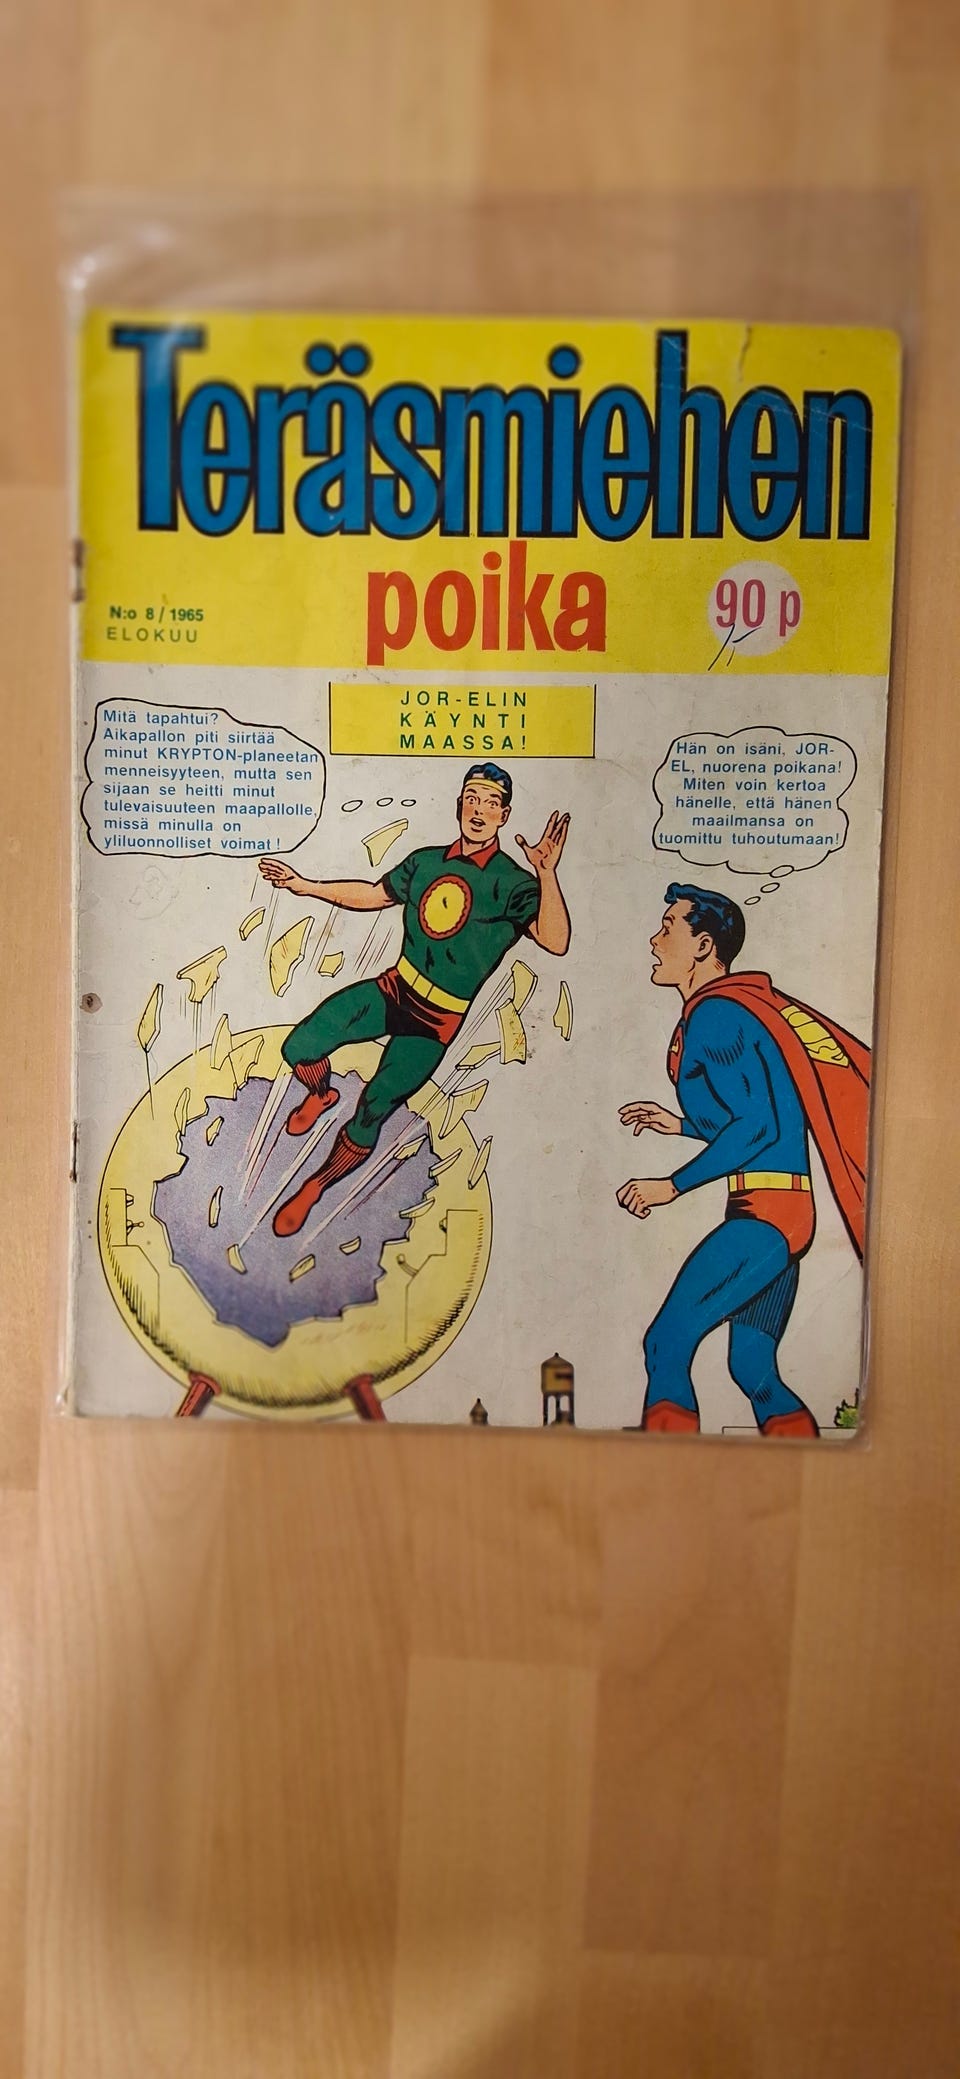 Teräsmiehen
poika
N:o 8/1965
ELOKUU
90 p
JOR-ELIN
KÄYNTI
MAASSA!
Mitä tapahtui?
Aikapallon piti siirtää
minut KRYPTON-planeetan
menneisyyteen, mutta sen
sijaan se heitti minut
tulevaisuuteen maapallolle,
missä minulla on
yliluonnolliset voimat!
Hän on isäni, JOR-
EL, nuorena poikana!
Miten voin kertoa
hänelle, että hänen
maailmansa on
tuomittu tuhoutumaan!